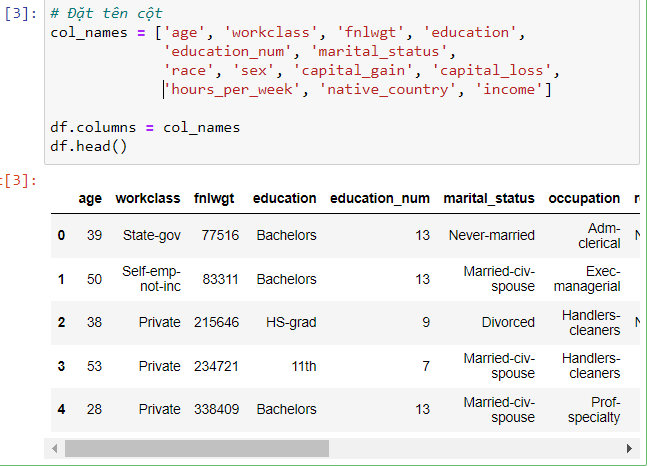 [3]: # Đặt tên cột
col_names = ['age', 'workclass', 'fnlwgt', 'education',
'education_num', 'marital_status',
'race', 'sex', 'capital_gain', 'capital_loss',
'hours_per_week', 'native_country', 'income']
df.columns = col_names
df.head()
t[3]:
age workclass fnlwgt education education_num marital_status occupation r
0 39 State-gov 77516 Bachelors 13 Never-married Adm-clerical N
1 50 Self-emp-not-inc 83311 Bachelors 13 Married-civ-spouse Exec-managerial
2 38 Private 215646 HS-grad 9 Divorced Handlers-cleaners N
3 53 Private 234721 11th 7 Married-civ-spouse Handlers-cleaners
4 28 Private 338409 Bachelors 13 Married-civ-spouse Prof-specialty